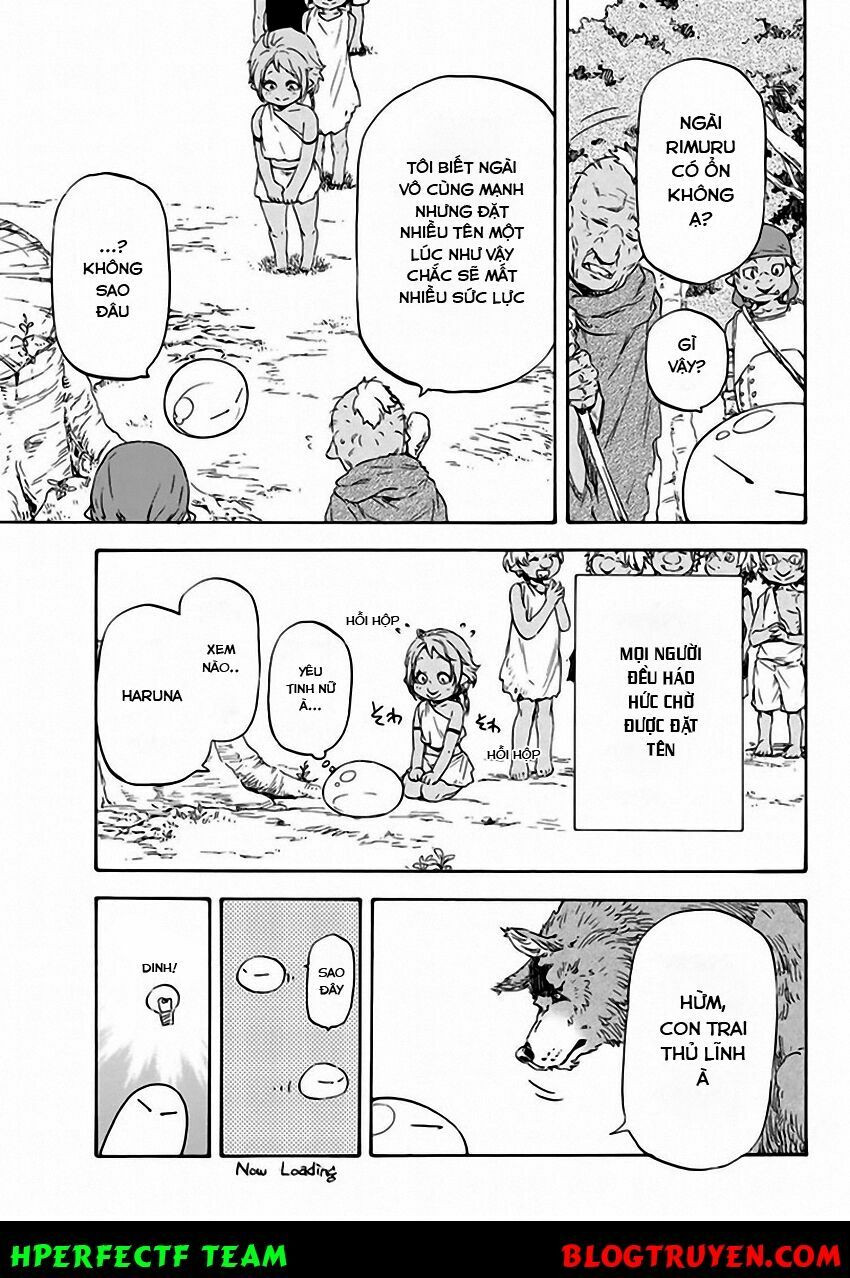 NGÀI
RIMURU
CÓ ỔN
KHÔNG
Ạ?
GÌ
VẬY?
TÔI BIẾT NGÀI
VÔ CÙNG MẠNH
NHƯNG ĐẶT
NHIỀU TÊN MỘT
LÚC NHƯ VẬY
CHẮC SẼ MẤT
NHIỀU SỨC LỰC
...?
KHÔNG
SAO
ĐÂU
MỌI NGƯỜI
ĐỀU HÁO
HỨC CHỜ
ĐƯỢC ĐẶT
TÊN
HỒI HỘP
そわ
そわ
HỒI HỘP
YÊU
TINH NỮ
À...
XEM
NÀO..
HARUNA
HỪM,
CON TRAI
THỦ LĨNH
À
SAO
ĐÂY
Now Loading
DINH!
HPERFECTF TEAM
BLOGTRUYEN.COM